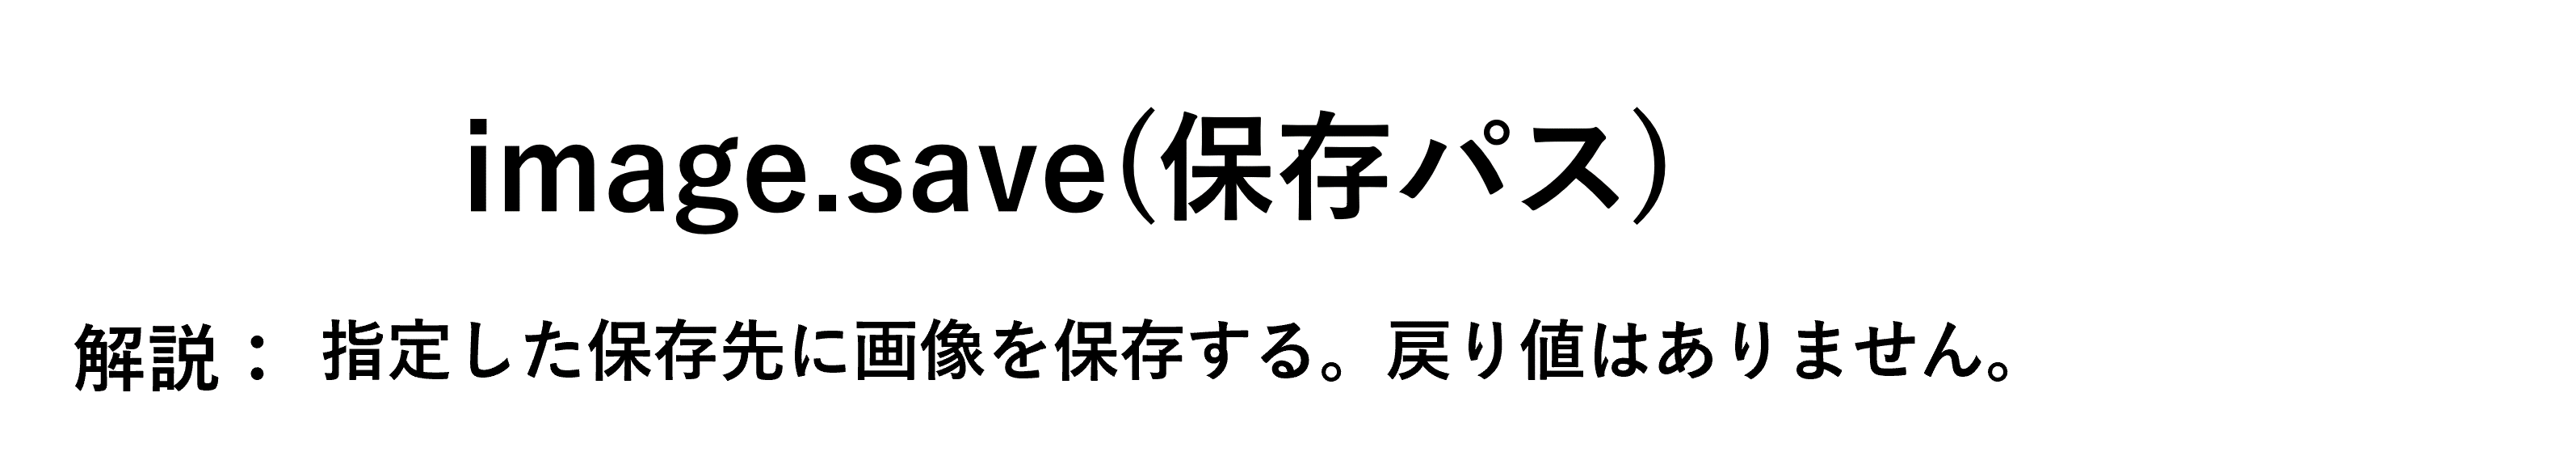 image.save(保存パス)
解説： 指定した保存先に画像を保存する。戻り値はありません。